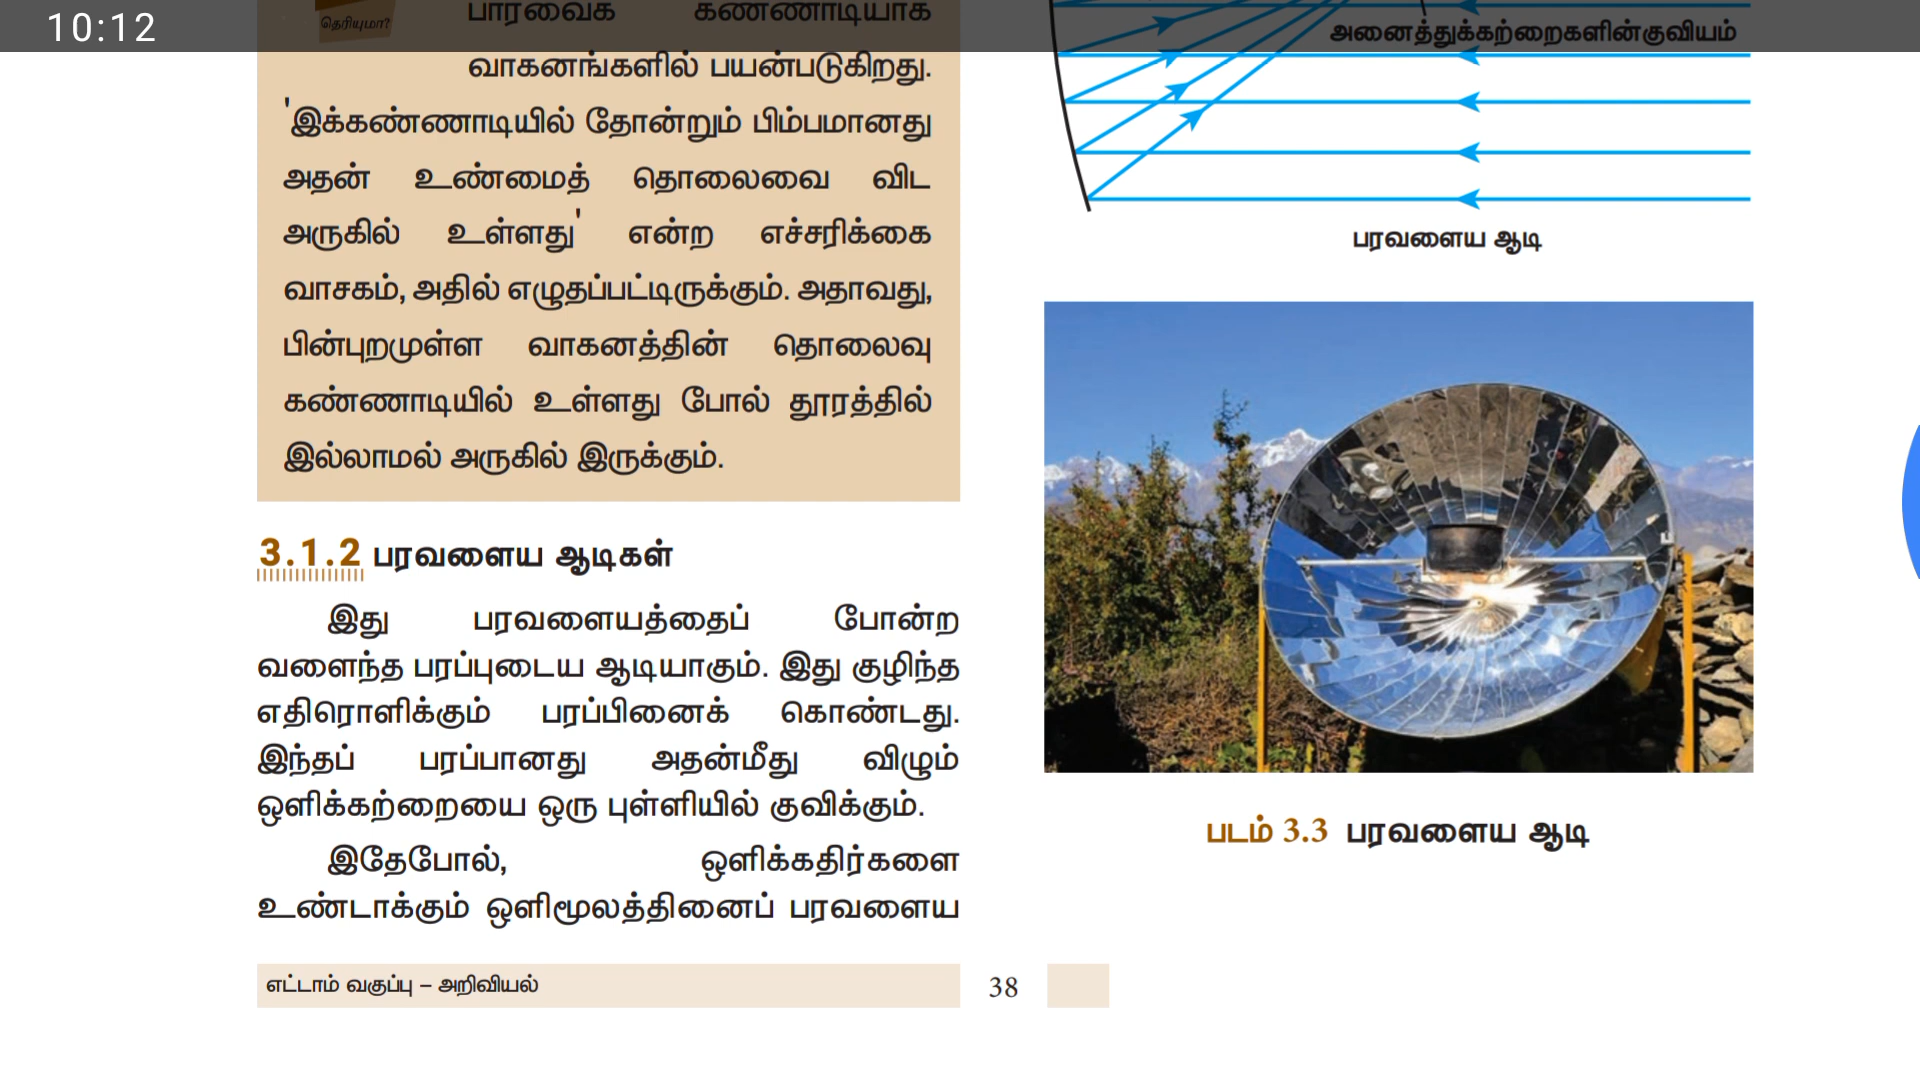 10:12
தெரியுமா?
பார்வைக் கண்ணாடியாக
வாகனங்களில் பயன்படுகிறது.
'இக்கண்ணாடியில் தோன்றும் பிம்பமானது
அதன் உண்மைத் தொலைவை விட
அருகில் உள்ளது' என்ற எச்சரிக்கை
வாசகம், அதில் எழுதப்பட்டிருக்கும். அதாவது,
பின்புறமுள்ள வாகனத்தின் தொலைவு
கண்ணாடியில் உள்ளது போல் தூரத்தில்
இல்லாமல் அருகில் இருக்கும்.
3.1.2 பரவளைய ஆடிகள்
இது பரவளையத்தைப் போன்ற
வளைந்த பரப்புடைய ஆடியாகும். இது குழிந்த
எதிரொளிக்கும் பரப்பினைக் கொண்டது.
இந்தப் பரப்பானது அதன்மீது விழும்
ஒளிக்கற்றையை ஒரு புள்ளியில் குவிக்கும்.
இதேபோல், ஒளிக்கதிர்களை
உண்டாக்கும் ஒளிமூலத்தினைப் பரவளைய
அனைத்துக்கற்றைகளின்குவியம்
பரவளைய ஆடி
படம் 3.3 பரவளைய ஆடி
எட்டாம் வகுப்பு – அறிவியல்
38